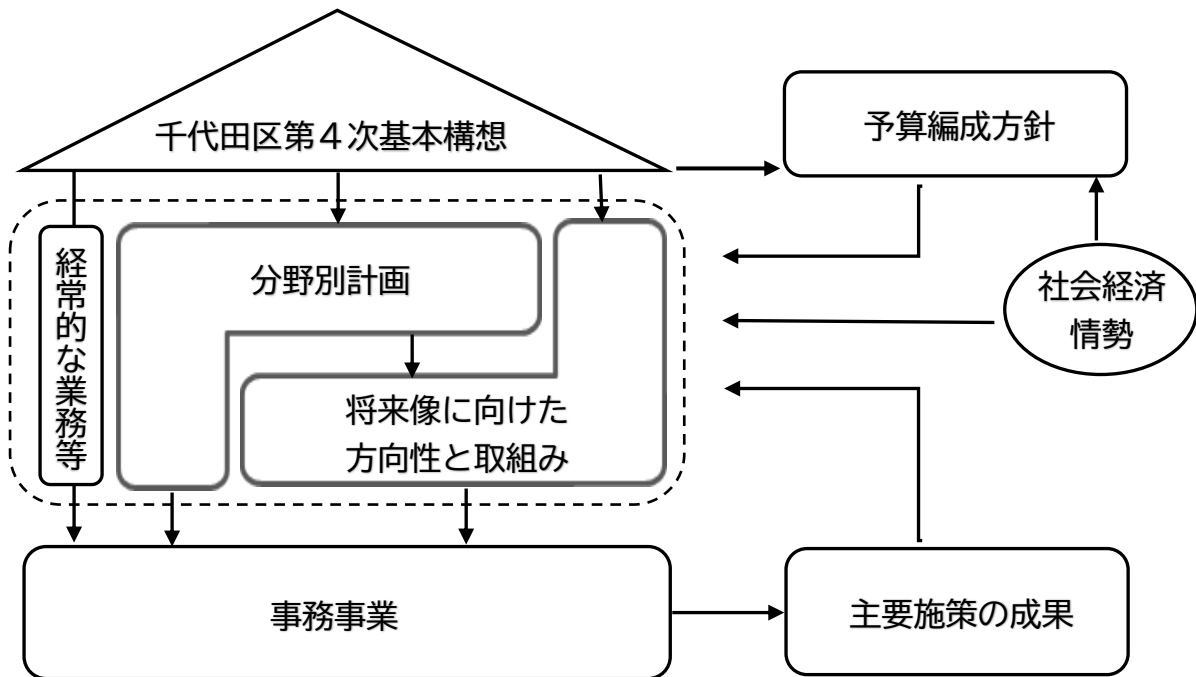 千代田区第４次基本構想
予算編成方針
経常的な業務等
分野別計画
社会経済
情勢
将来像に向けた
方向性と取組み
事務事業
主要施策の成果